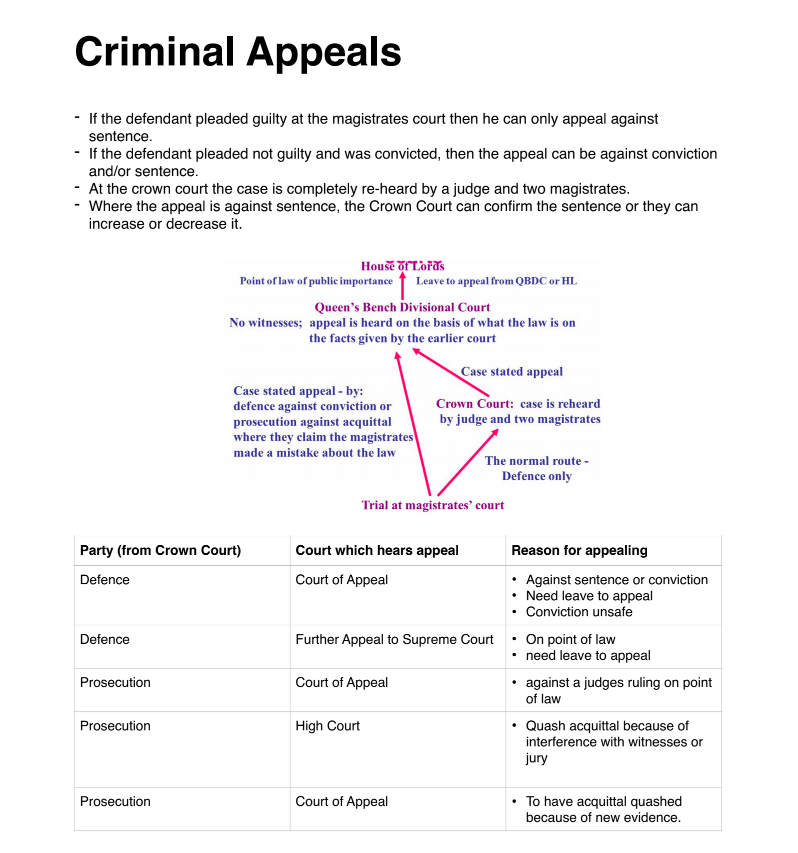 Criminal Appeals
- If the defendant pleaded guilty at the magistrates court then he can only appeal against
sentence.
- If the defendant pleaded not guilty and was convicted, then the appeal can be against conviction
and/or sentence.
- At the crown court the case is completely re-heard by a judge and two magistrates.
- Where the appeal is against sentence, the Crown Court can confirm the sentence or they can
increase or decrease it.
House of Lords
Point of law of public importance
Leave to appeal from QBDC or HL
Queen's Bench Divisional Court
No witnesses; appeal is heard on the basis of what the law is on
the facts given by the earlier court
Case stated appeal
Case stated appeal - by:
defence against conviction or
prosecution against acquittal
where they claim the magistrates
made a mistake about the law
Crown Court: case is reheard
by judge and two magistrates
The normal route -
Defence only
Trial at magistrates' court
Party (from Crown Court) Court which hears appeal Reason for appealing
Defence Court of Appeal • Against sentence or conviction
• Need leave to appeal
• Conviction unsafe
Defence Further Appeal to Supreme Court • On point of law
• need leave to appeal
Prosecution Court of Appeal • against a judges ruling on point
of law
Prosecution High Court • Quash acquittal because of
interference with witnesses or
jury
Prosecution Court of Appeal • To have acquittal quashed
because of new evidence.